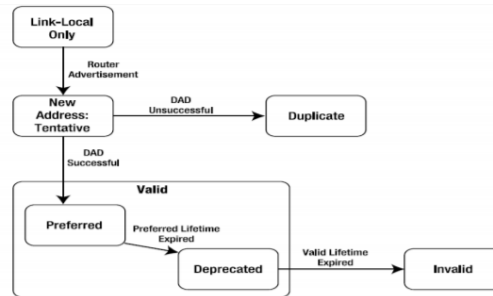 Link-Local
Only
Router
Advertisement
New
Address:
Tentative
DAD
Unsuccessful
Duplicate
DAD
Successful
Valid
Preferred
Preferred Lifetime
Expired
Deprecated
Valid Lifetime
Expired
Invalid